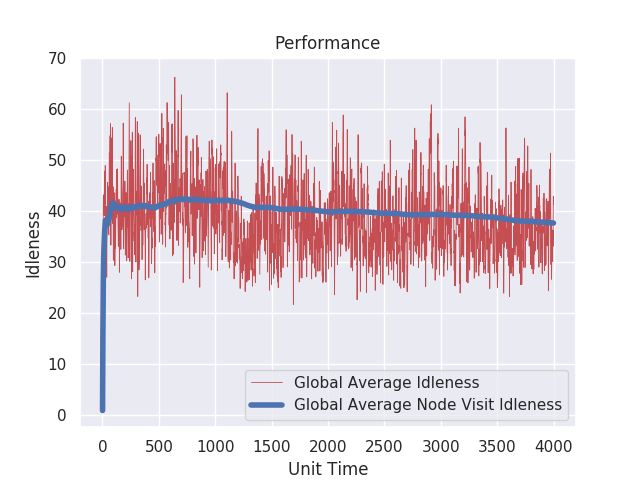 Performance
Idleness
70
60
50
40
30
20
10
0
0 500 1000 1500 2000 2500 3000 3500 4000
Unit Time
Global Average Idleness
Global Average Node Visit Idleness